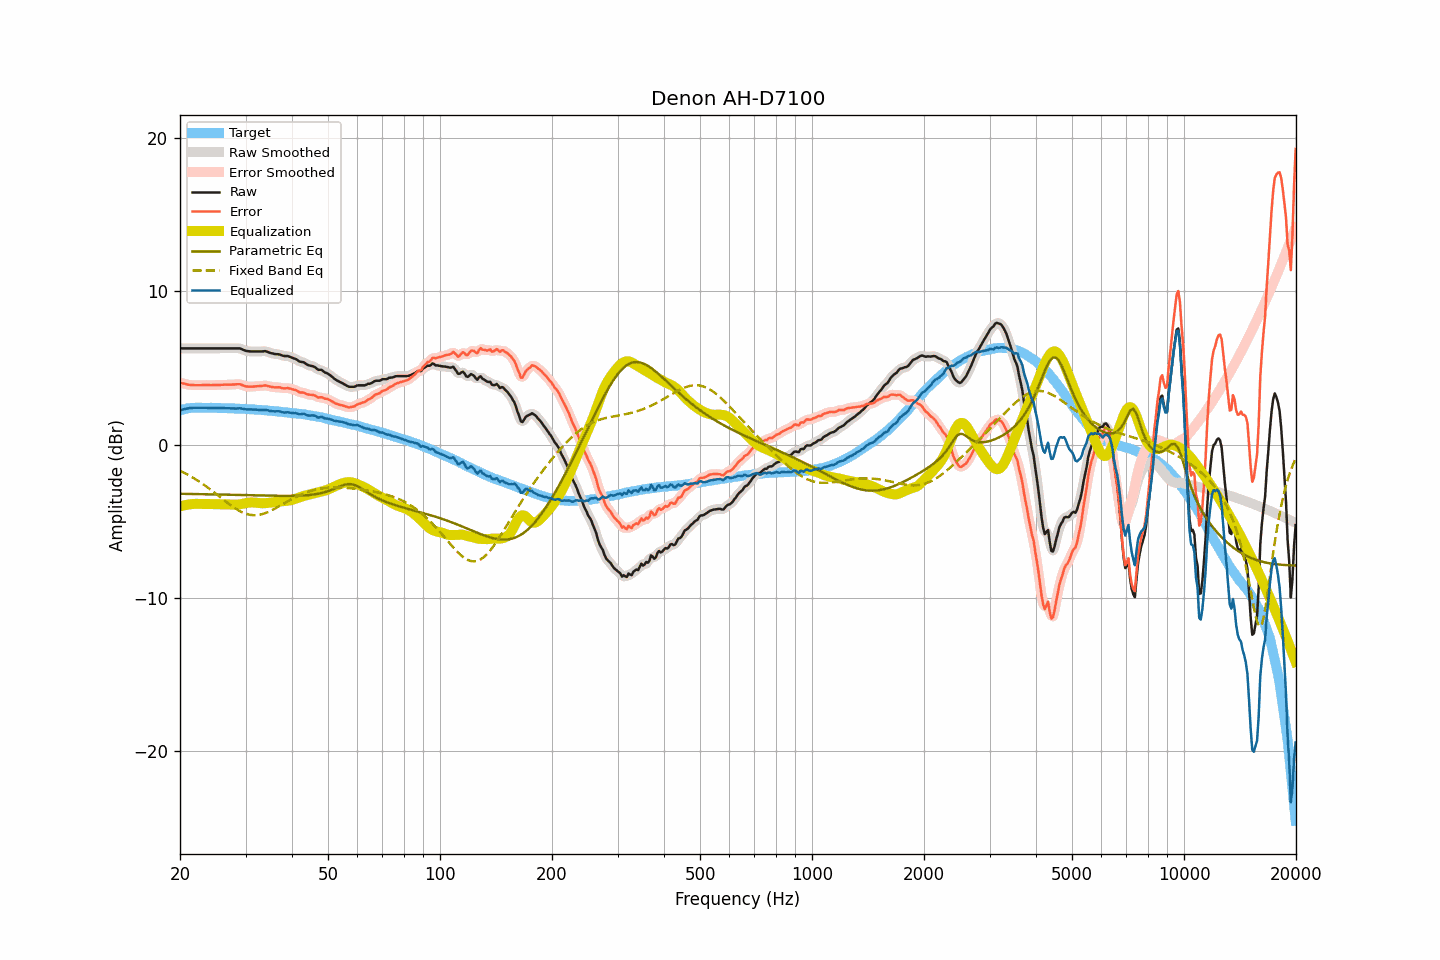 Denon AH-D7100
20
10
0
−10
−20
Amplitude (dBr)
Target
Raw Smoothed
Error Smoothed
Raw
Error
Equalization
Parametric Eq
Fixed Band Eq
Equalized
20 50 100 200 500 1000 2000 5000 10000 20000
Frequency (Hz)